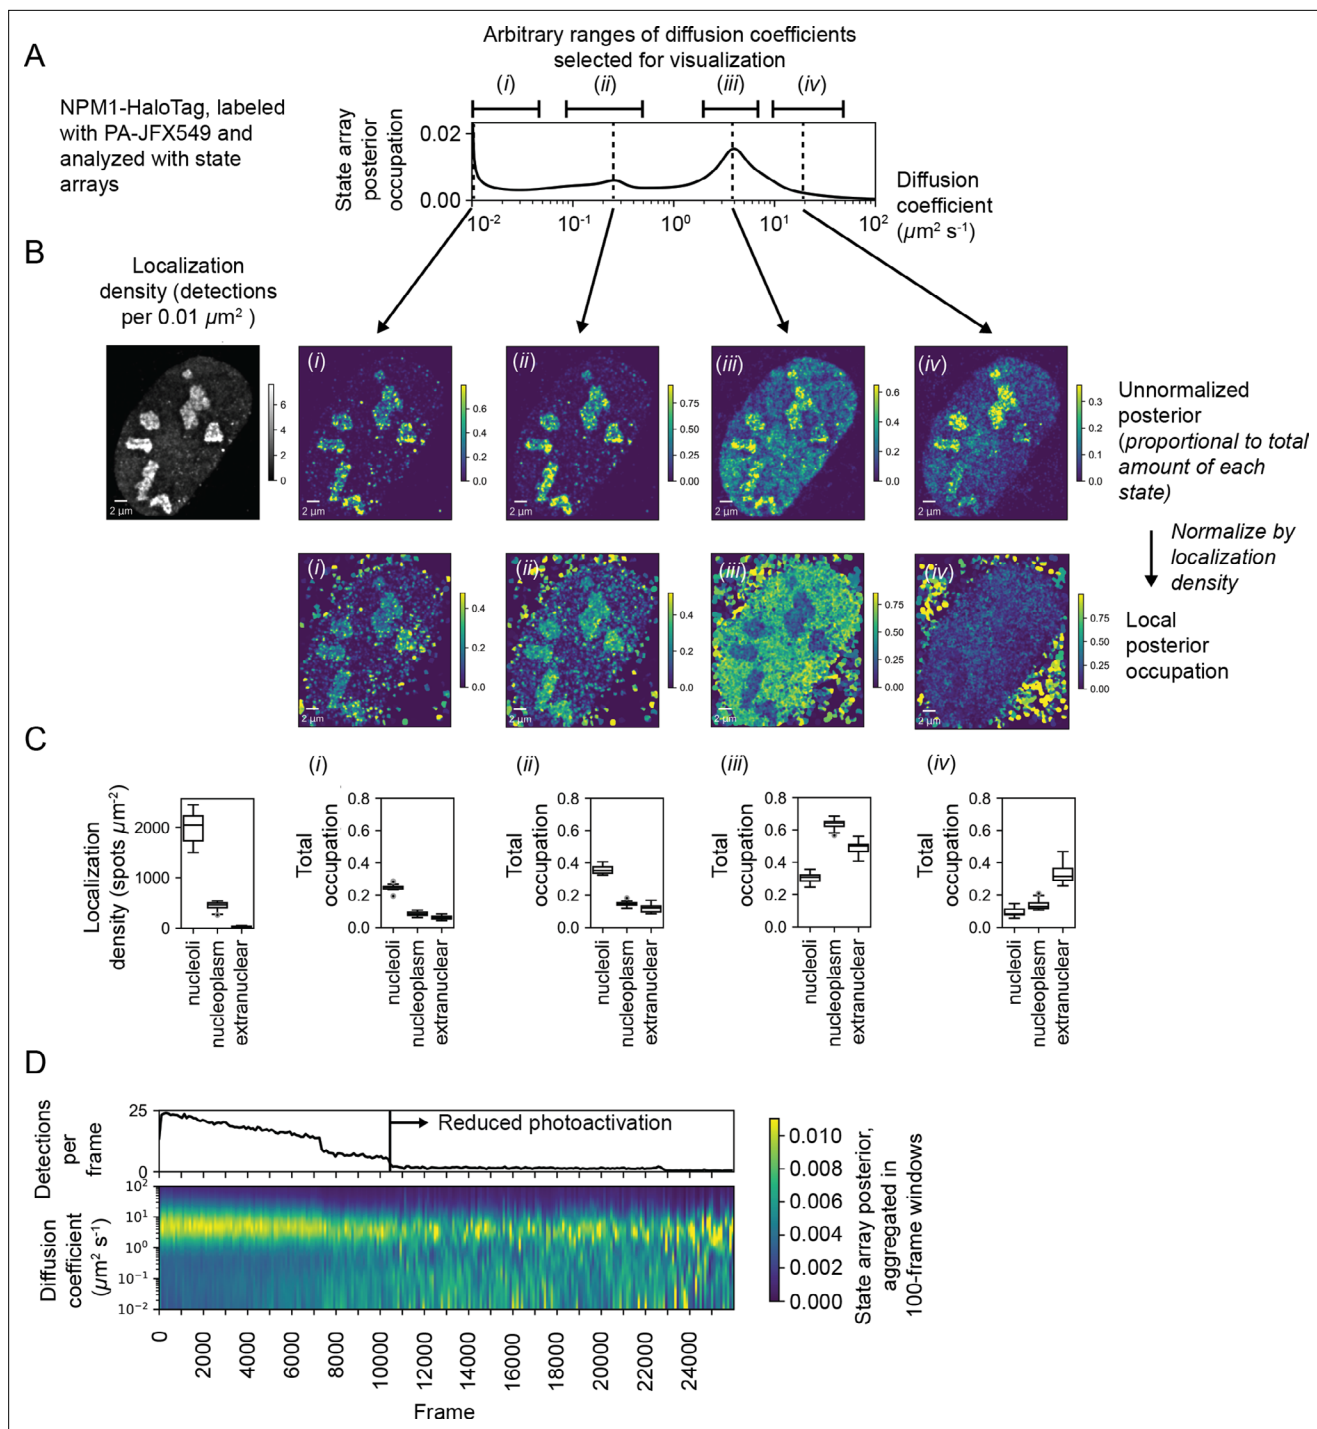 A
Arbitrary ranges of diffusion coefficients
selected for visualization
(i)
(ii)
(iii)
(iv)
NPM1-HaloTag, labeled
with PA-JFX549 and
analyzed with state
arrays
State array
posterior
occupation
0.02
0.00
10⁻²
10⁻¹
10⁰
10¹
10²
Diffusion
coefficient
(µm² s⁻¹)
B
Localization
density (detections
per 0.01 µm² )
2 µm
6
4
2
0
(i)
2 µm
0.6
0.4
0.2
0.0
(ii)
2 µm
0.75
0.50
0.25
0.00
(iii)
2 µm
0.6
0.4
0.2
0.0
(iv)
2 µm
0.3
0.2
0.1
0.0
Unnormalized
posterior
(proportional to total
amount of each
state)
Normalize by
localization
density
(i)
2 µm
0.4
0.2
0.0
(ii)
2 µm
0.4
0.2
0.0
(iii)
2 µm
0.75
0.50
0.25
0.00
(iv)
2 µm
0.75
0.50
0.25
0.00
Local
posterior
occupation
C
Localization
density (spots µm⁻²)
2000
1000
0
nucleoli
nucleoplasm
extranuclear
(i)
Total
occupation
0.8
0.6
0.4
0.2
0.0
nucleoli
nucleoplasm
extranuclear
(ii)
Total
occupation
0.8
0.6
0.4
0.2
0.0
nucleoli
nucleoplasm
extranuclear
(iii)
Total
occupation
0.8
0.6
0.4
0.2
0.0
nucleoli
nucleoplasm
extranuclear
(iv)
Total
occupation
0.8
0.6
0.4
0.2
0.0
nucleoli
nucleoplasm
extranuclear
D
Detections
per
frame
25
0
Reduced photoactivation
Diffusion
coefficient
(µm² s⁻¹)
10²
10¹
10⁰
10⁻¹
10⁻²
0
2000
4000
6000
8000
10000
12000
14000
16000
18000
20000
22000
24000
Frame
0.010
0.008
0.006
0.004
0.002
0.000
State array posterior,
aggregated in
100-frame windows